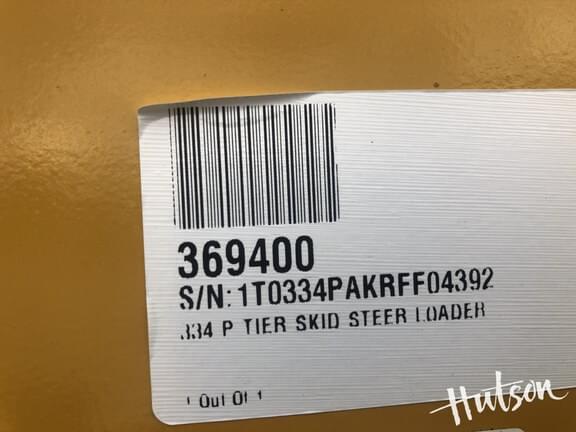 369400
S/N: 1T0334PAKRFF04392
334 P TIER SKID STEER LOADER
1 Out Of 1
Hutson